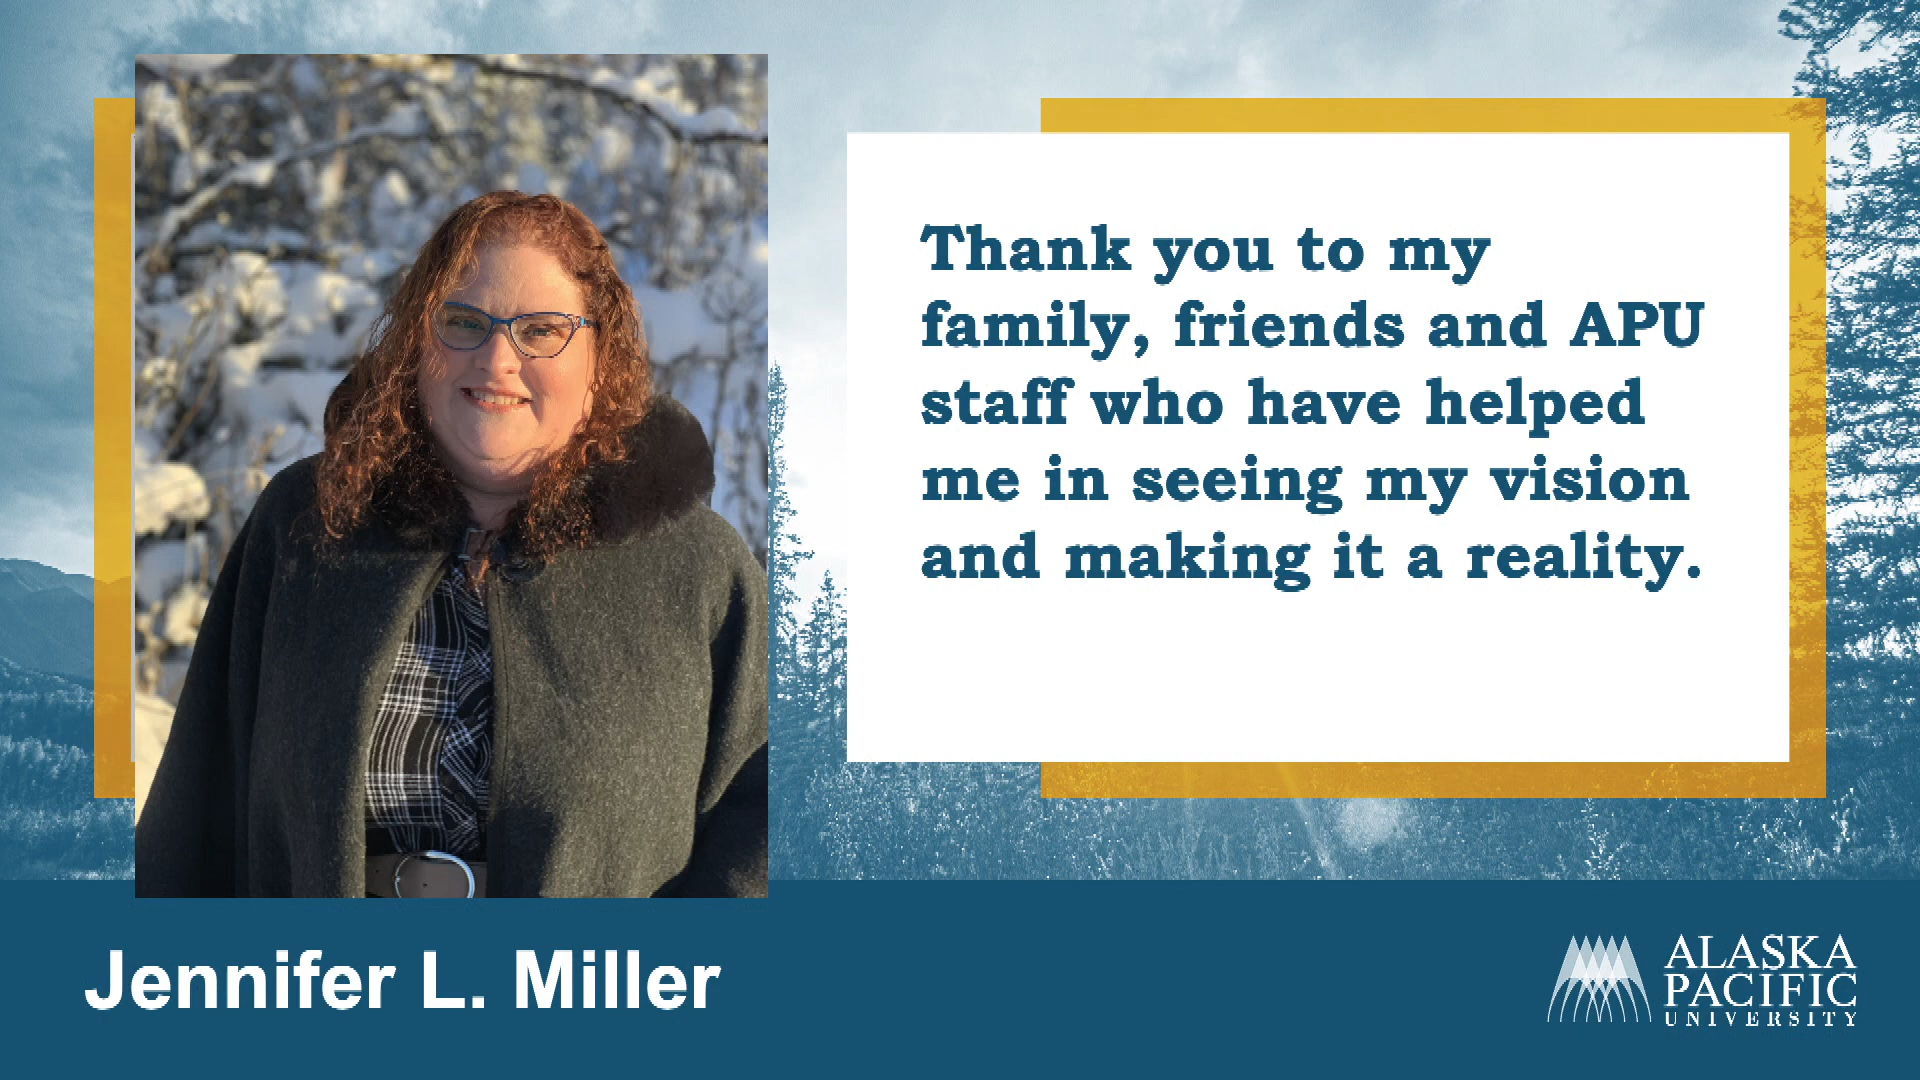 Thank you to my
family, friends and APU
staff who have helped
me in seeing my vision
and making it a reality.
Jennifer L. Miller
ALASKA
PACIFIC
UNIVERSITY